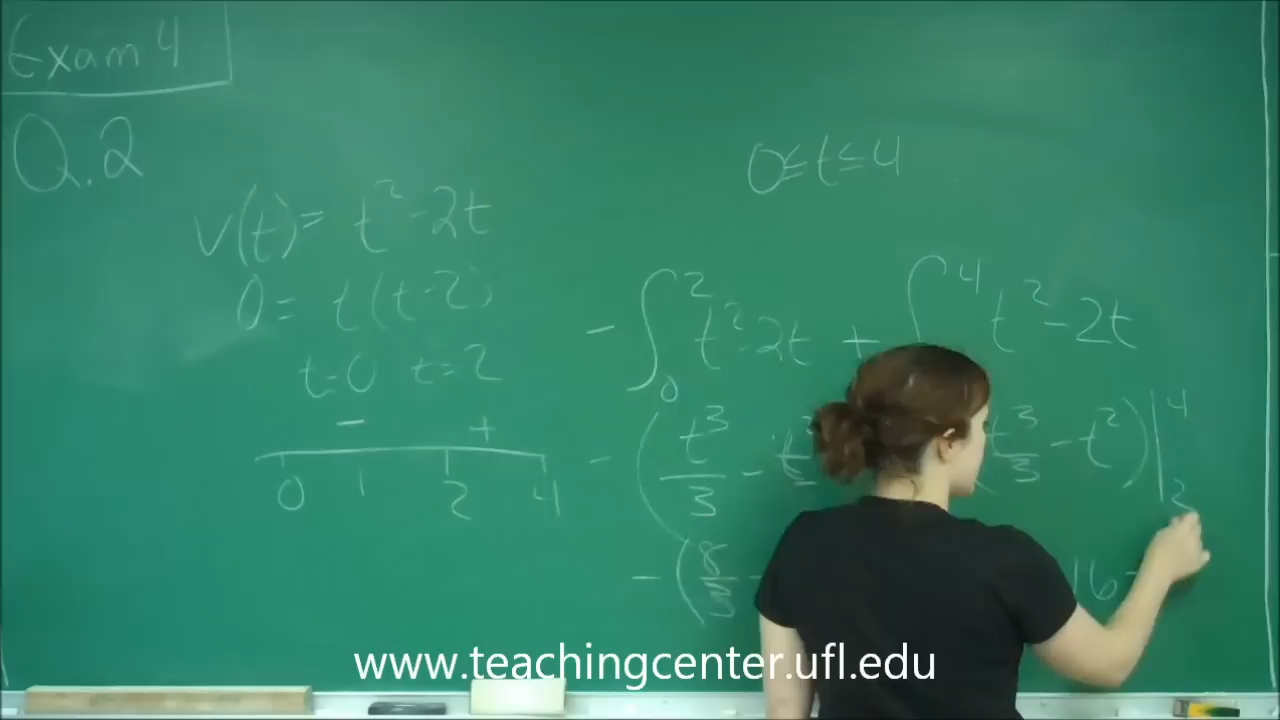 Exam 4
Q.2
0≤t≤4
v(t)= t²-2t
0= t(t-2)
t=0 t=2
- +
0 1 2 4
-∫₀² t²-2t + ∫⁴ t²-2t
-(t³/3 - t² t³/3 - t²)|₂⁴
-(8/3 - 16 -
www.teachingcenter.ufl.edu